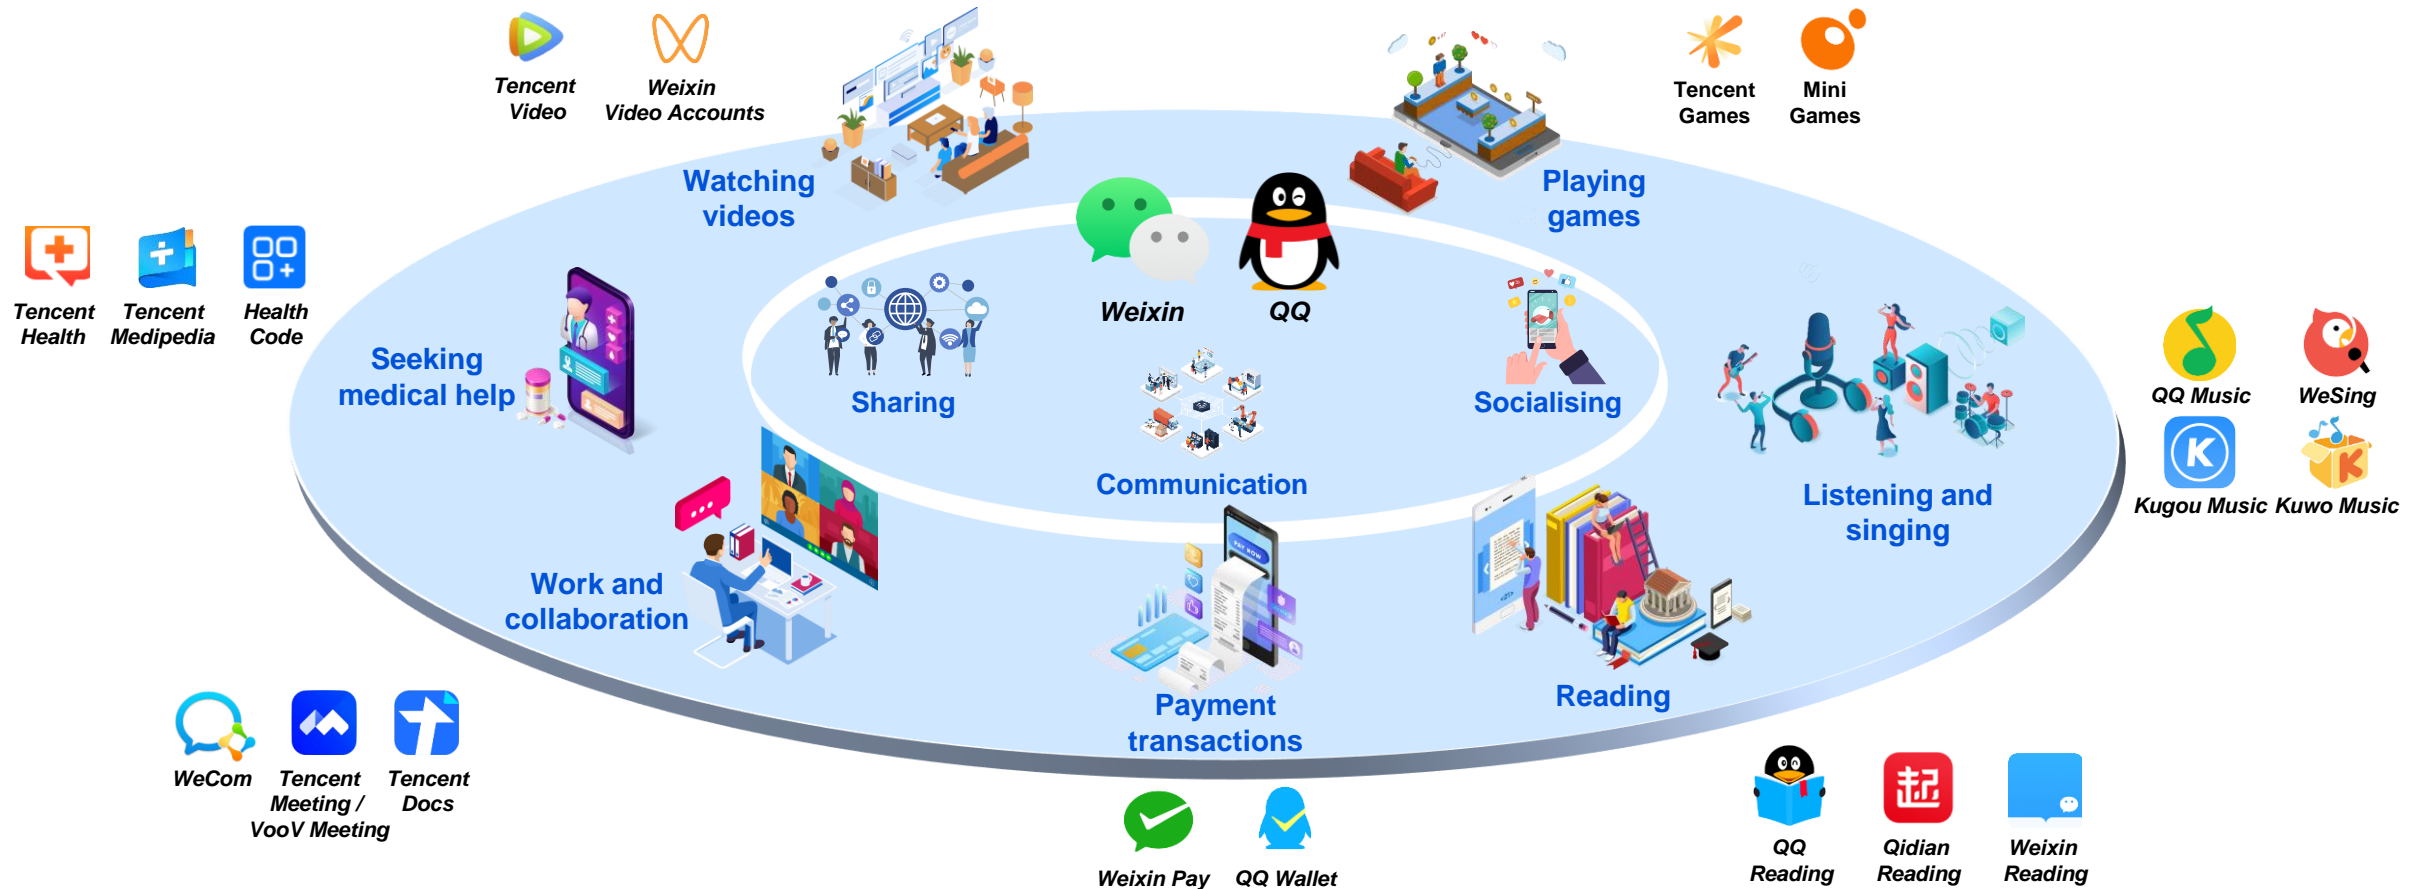 Tencent
Video
Weixin
Video Accounts
Tencent
Games
Mini
Games
Watching
videos
Playing
games
Tencent
Health
Tencent
Medipedia
Health
Code
Weixin
QQ
Seeking
medical help
Sharing
Socialising
Communication
QQ Music
WeSing
K
K
Kugou Music
Kuwo Music
Listening and
singing
PAY NOW
Work and
collaboration
Payment
transactions
Reading
WeCom
Tencent
Meeting /
VooV Meeting
Tencent
Docs
Weixin Pay
QQ Wallet
起
QQ
Reading
Qidian
Reading
Weixin
Reading